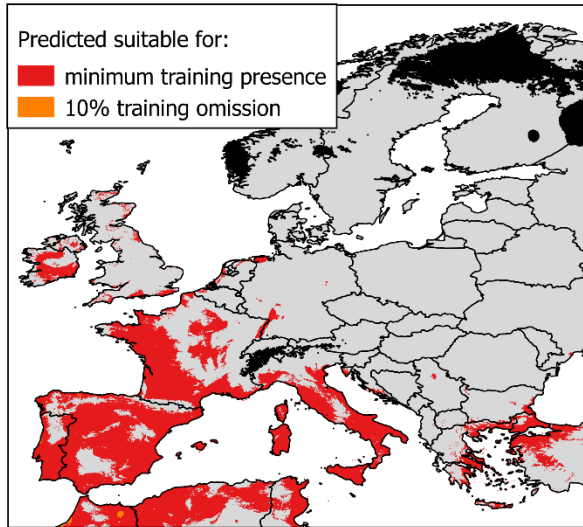 Predicted suitable for:
minimum training presence
10% training omission